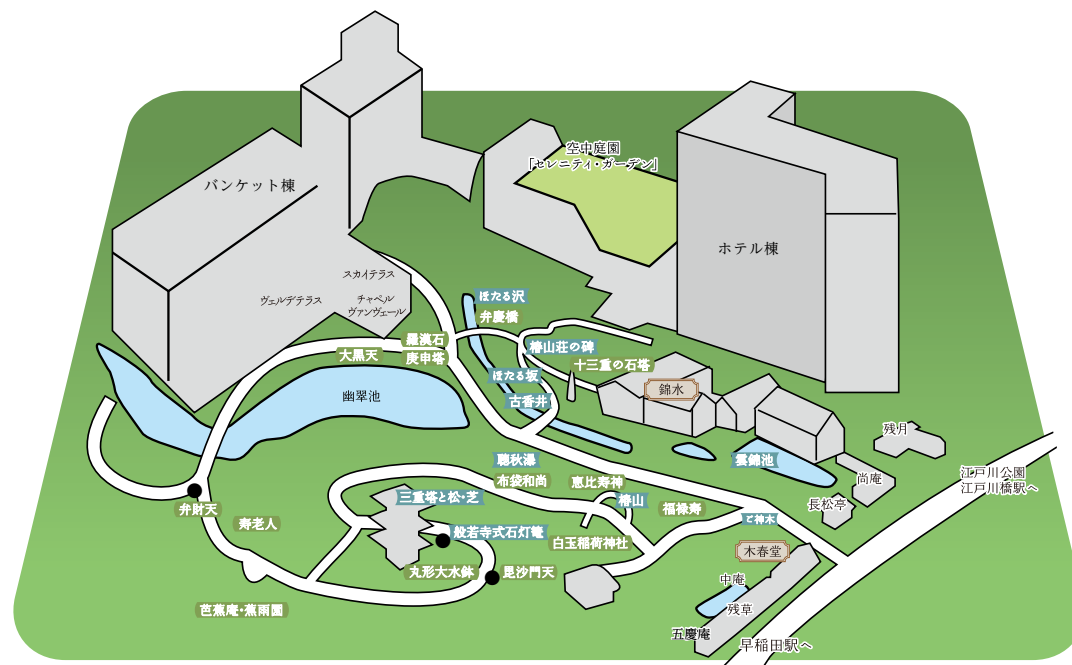 空中庭園
「セレニティ・ガーデン」
バンケット棟
ホテル棟
スカイテラス
ヴェルデテラス
チャペル
ヴァンヴェール
ほたる沢
弁慶橋
羅漢石
庚申塔
大黒天
椿山荘の碑
十三重の石塔
ほたる坂
古香井
錦水
幽翠池
残月
聴秋瀑
雲錦池
江戸川公園
江戸川橋駅へ
尚庵
布袋和尚
恵比寿神
三重塔と松・芝
椿山
福禄寿
長松亭
弁財天
寿老人
ご神木
般若寺式石灯篭
白玉稲荷神社
木春堂
丸形大水鉢
毘沙門天
中庵
残草
芭蕉庵・蕉雨園
五慶庵
早稲田駅へ